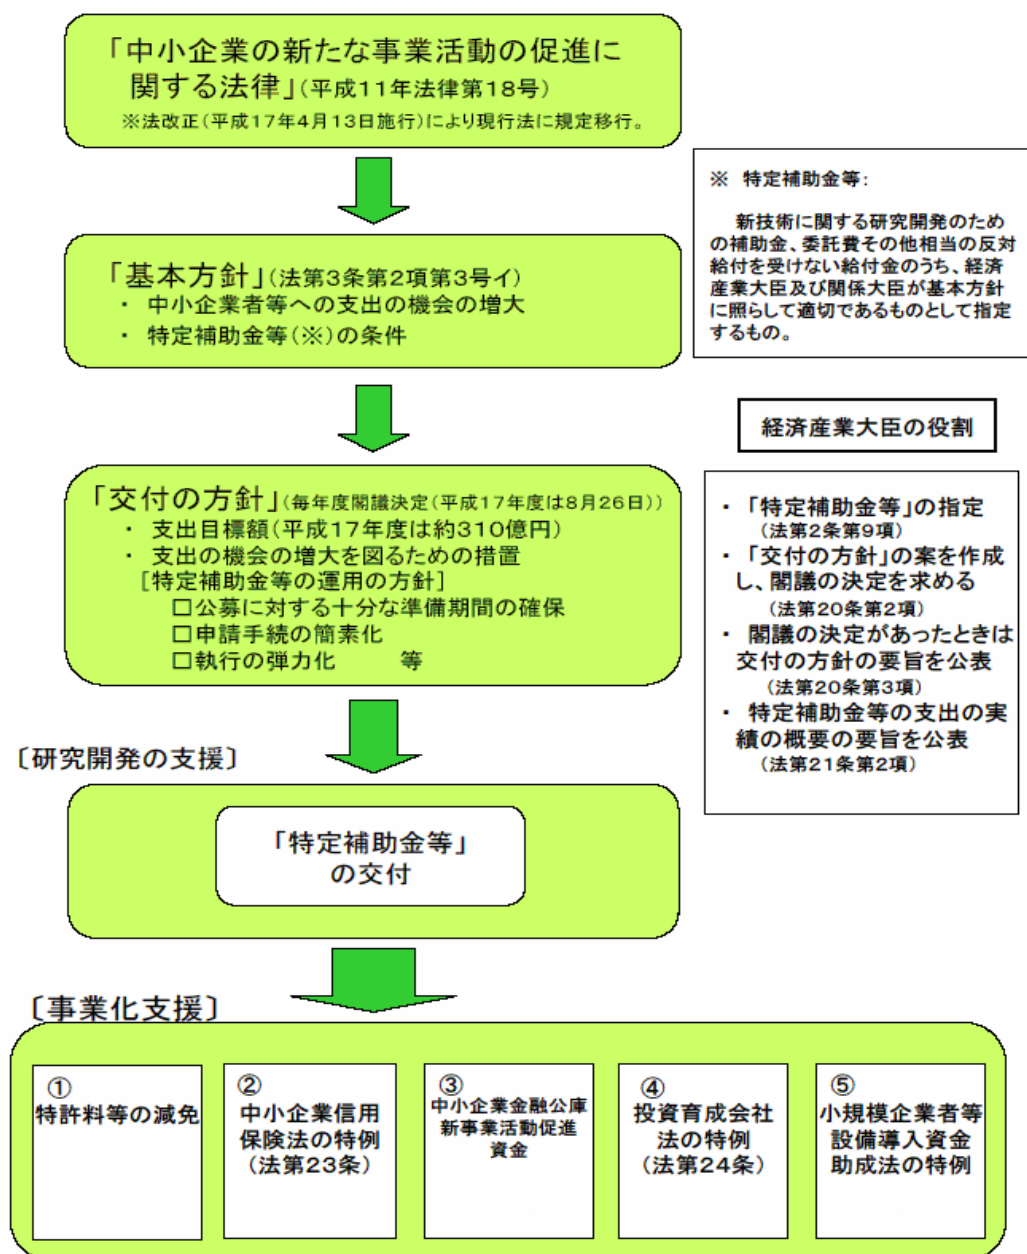 「中小企業の新たな事業活動の促進に
関する法律」(平成11年法律第18号)
※法改正(平成17年4月13日施行)により現行法に規定移行。
※ 特定補助金等:
新技術に関する研究開発のため
の補助金、委託費その他相当の反対
給付を受けない給付金のうち、経済
産業大臣及び関係大臣が基本方針
に照らして適切であるものとして指定
するもの。
「基本方針」(法第3条第2項第3号イ)
・ 中小企業者等への支出の機会の増大
・ 特定補助金等(※)の条件
経済産業大臣の役割
「交付の方針」(毎年度閣議決定(平成17年度は8月26日))
・ 支出目標額(平成17年度は約310億円)
・ 支出の機会の増大を図るための措置
[特定補助金等の運用の方針]
□公募に対する十分な準備期間の確保
□申請手続の簡素化
□執行の弾力化 等
・ 「特定補助金等」の指定
(法第2条第9項)
・ 「交付の方針」の案を作成
し、閣議の決定を求める
(法第20条第2項)
・ 閣議の決定があったときは
交付の方針の要旨を公表
(法第20条第3項)
・ 特定補助金等の支出の実
績の概要の要旨を公表
(法第21条第2項)
〔研究開発の支援〕
「特定補助金等」
の交付
〔事業化支援〕
①
特許料等の減免
②
中小企業信用
保険法の特例
(法第23条)
③
中小企業金融公庫
新事業活動促進
資金
④
投資育成会社
法の特例
(法第24条)
⑤
小規模企業者等
設備導入資金
助成法の特例